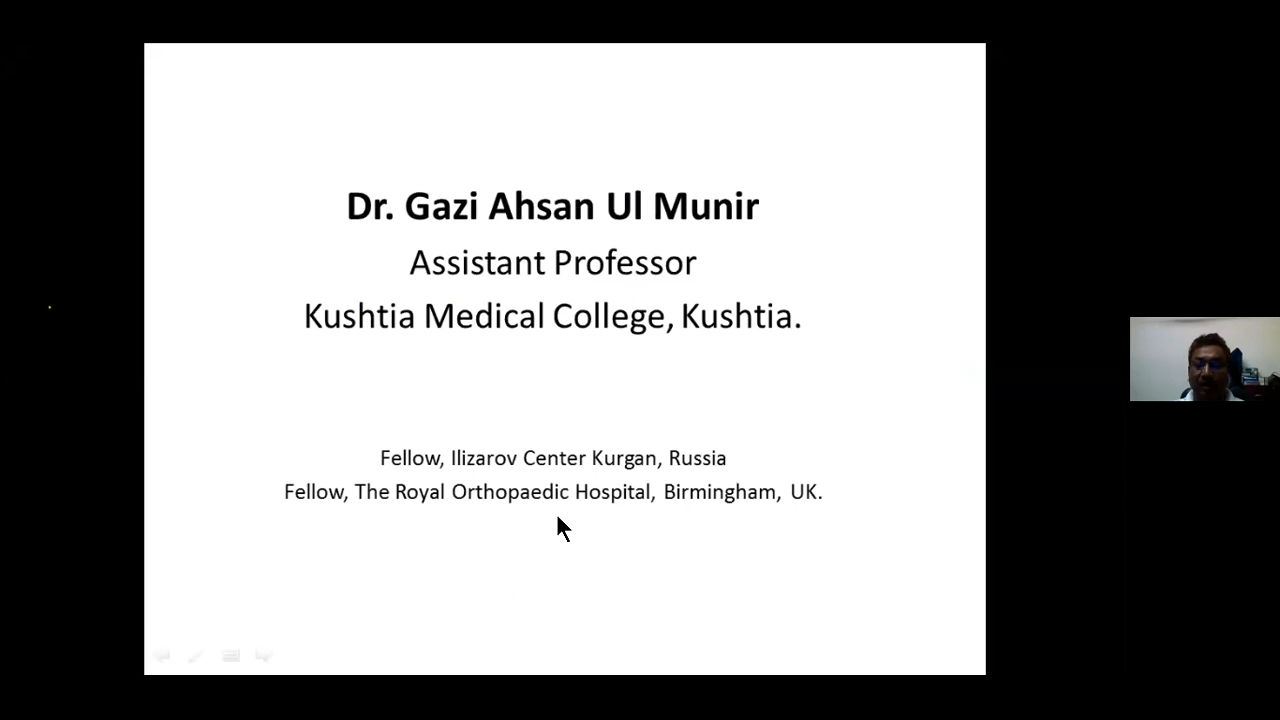 Dr. Gazi Ahsan Ul Munir
Assistant Professor
Kushtia Medical College, Kushtia.
Fellow, Ilizarov Center Kurgan, Russia
Fellow, The Royal Orthopaedic Hospital, Birmingham, UK.